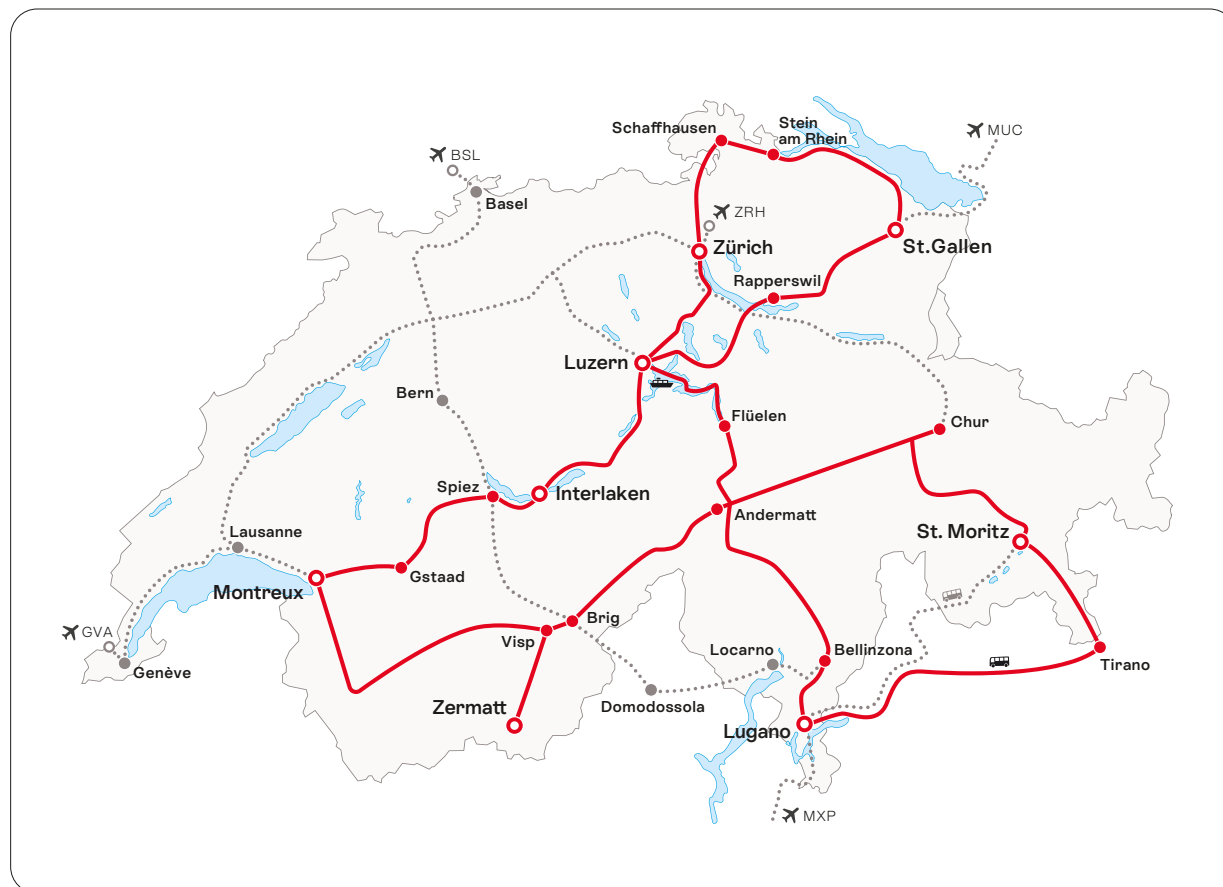 Schaffhausen
Stein
am Rhein
MUC
BSL
Basel
ZRH
Zürich
St.Gallen
Rapperswil
Luzern
Bern
Flüelen
Chur
Spiez
Interlaken
Andermatt
Lausanne
St. Moritz
Gstaad
Montreux
GVA
Genève
Visp
Brig
Locarno
Bellinzona
Tirano
Zermatt
Domodossola
Lugano
MXP